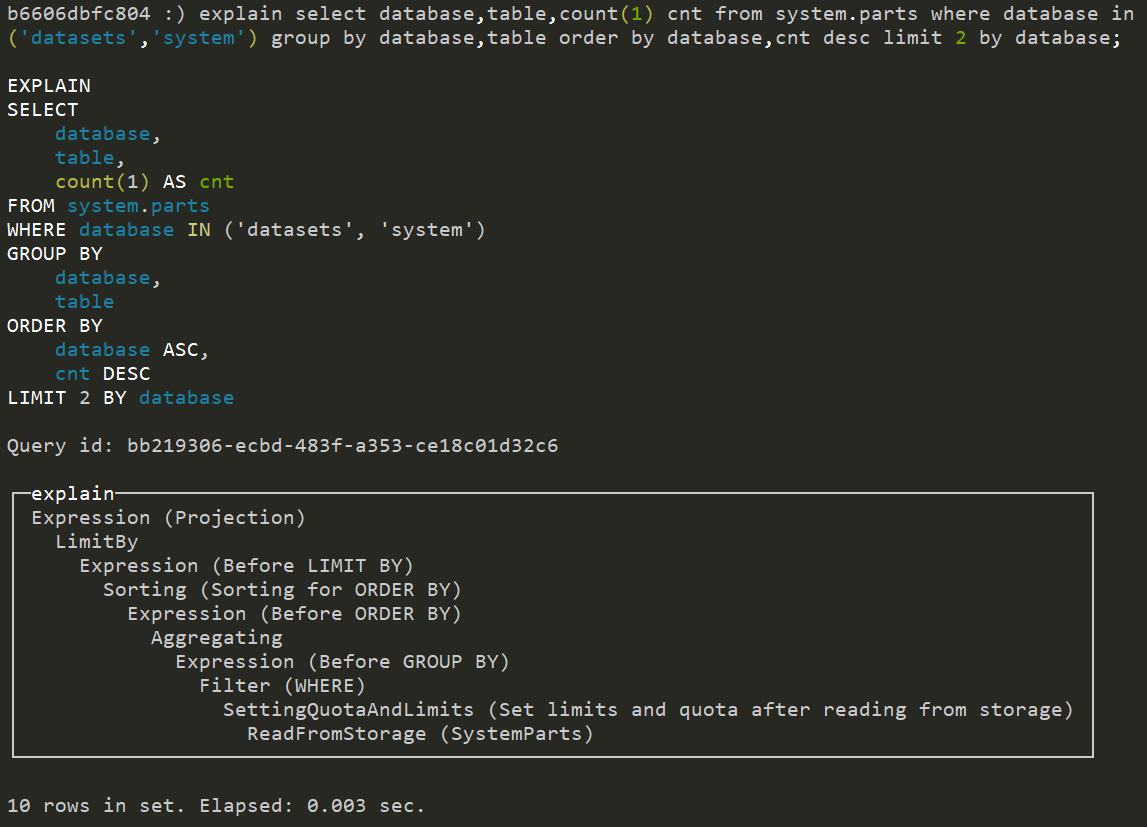 b6606dbfc804 :) explain select database,table,count(1) cnt from system.parts where database in
('datasets','system') group by database,table order by database,cnt desc limit 2 by database;
EXPLAIN
SELECT
database,
table,
count(1) AS cnt
FROM system.parts
WHERE database IN ('datasets', 'system')
GROUP BY
database,
table
ORDER BY
database ASC,
cnt DESC
LIMIT 2 BY database
Query id: bb219306-ecbd-483f-a353-ce18c01d32c6
explain
Expression (Projection)
LimitBy
Expression (Before LIMIT BY)
Sorting (Sorting for ORDER BY)
Expression (Before ORDER BY)
Aggregating
Expression (Before GROUP BY)
Filter (WHERE)
SettingQuotaAndLimits (Set limits and quota after reading from storage)
ReadFromStorage (SystemParts)
10 rows in set. Elapsed: 0.003 sec.